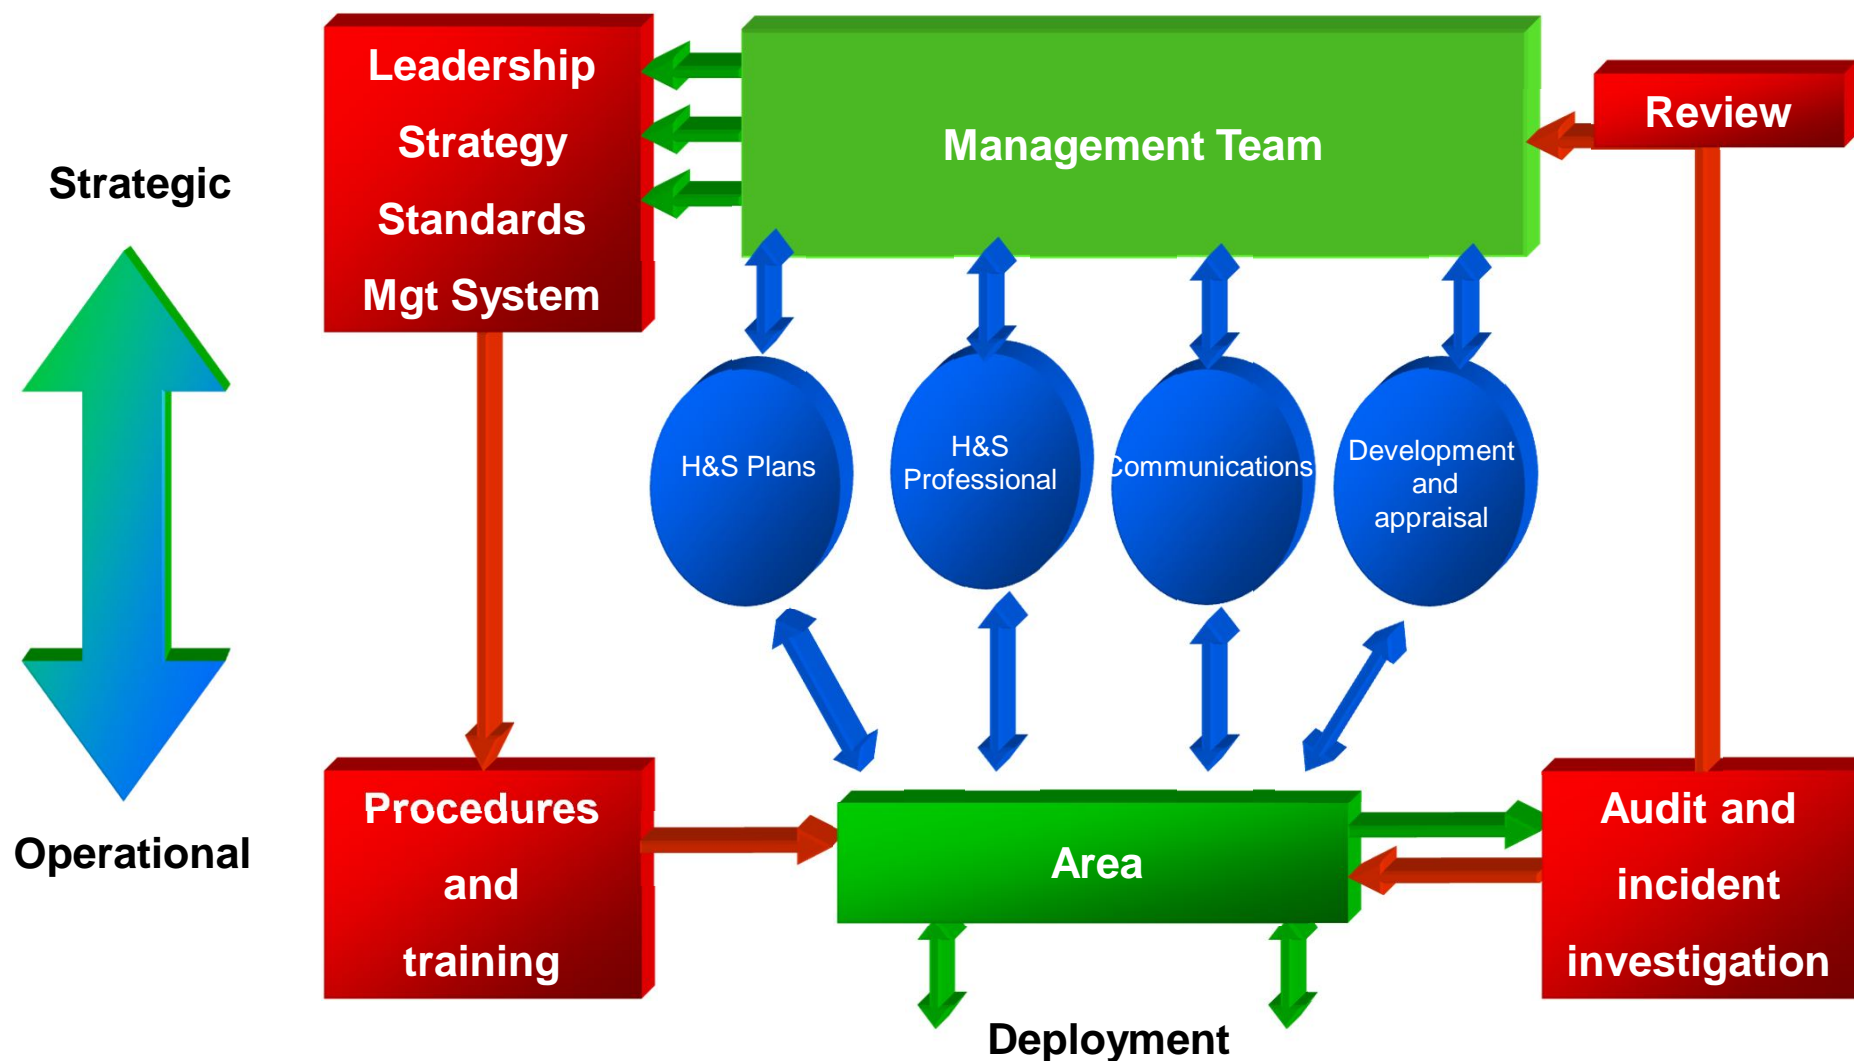 Leadership
Strategy
Standards
Mgt System
Management Team
Review
Strategic
H&S Plans
H&S
Professional
Communications
Development
and
appraisal
Operational
Procedures
and
training
Area
Audit and
incident
investigation
Deployment